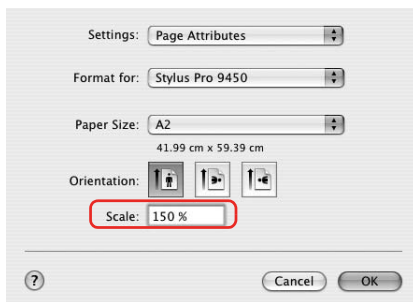 Settings: Page Attributes
Format for: Stylus Pro 9450
Paper Size: A2
41.99 cm x 59.39 cm
Orientation:
Scale: 150 %
? Cancel OK